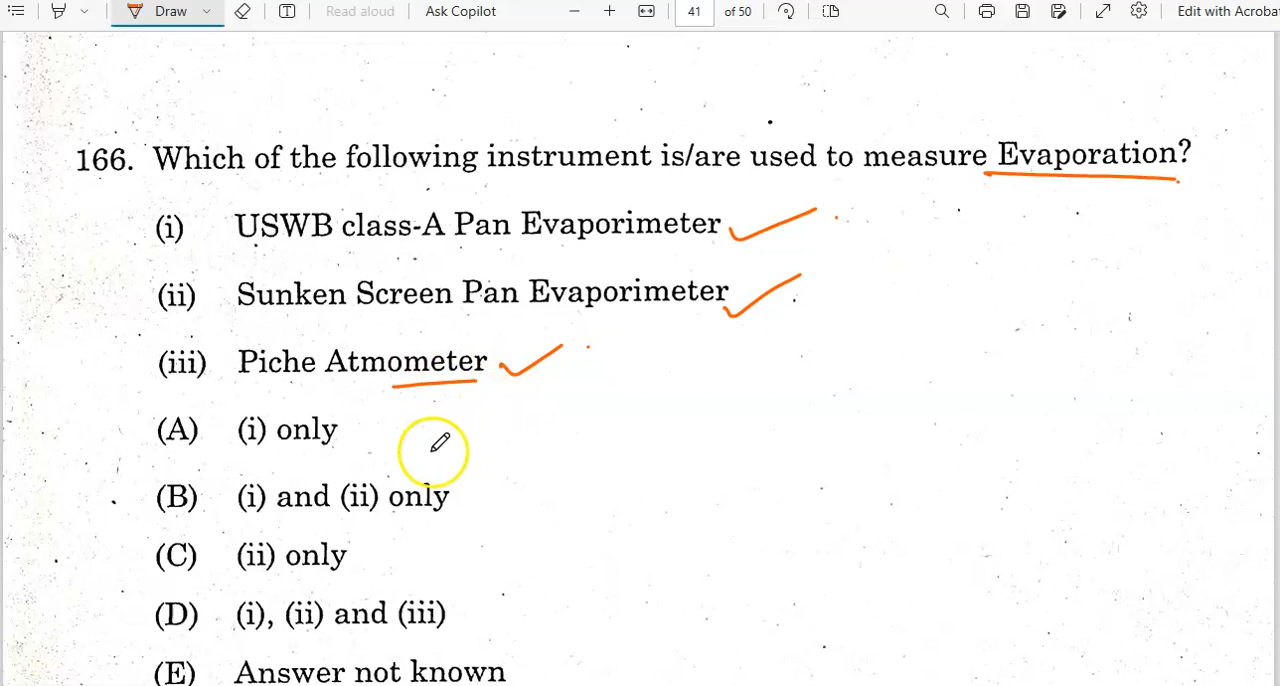 Draw Read aloud Ask Copilot 41 of 50 Edit with Acroba
166. Which of the following instrument is/are used to measure Evaporation?
(i) USWB class-A Pan Evaporimeter
(ii) Sunken Screen Pan Evaporimeter
(iii) Piche Atmometer
(A) (i) only
(B) (i) and (ii) only
(C) (ii) only
(D) (i), (ii) and (iii)
(E) Answer not known